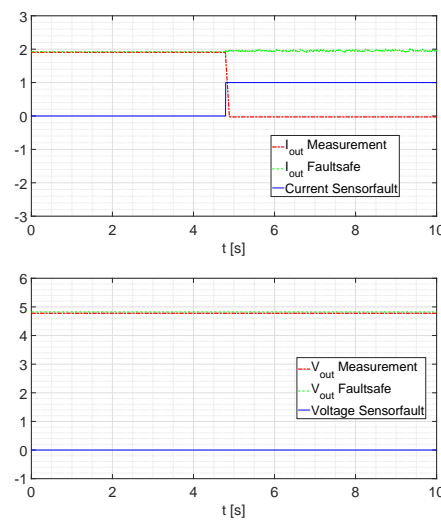 3
2
1
0
-1
-2
-3
0 2 4 6 8 10
t [s]
I_out Measurement
I_out Faultsafe
Current Sensorfault
6
5
4
3
2
1
0
-1
0 2 4 6 8 10
t [s]
V_out Measurement
V_out Faultsafe
Voltage Sensorfault